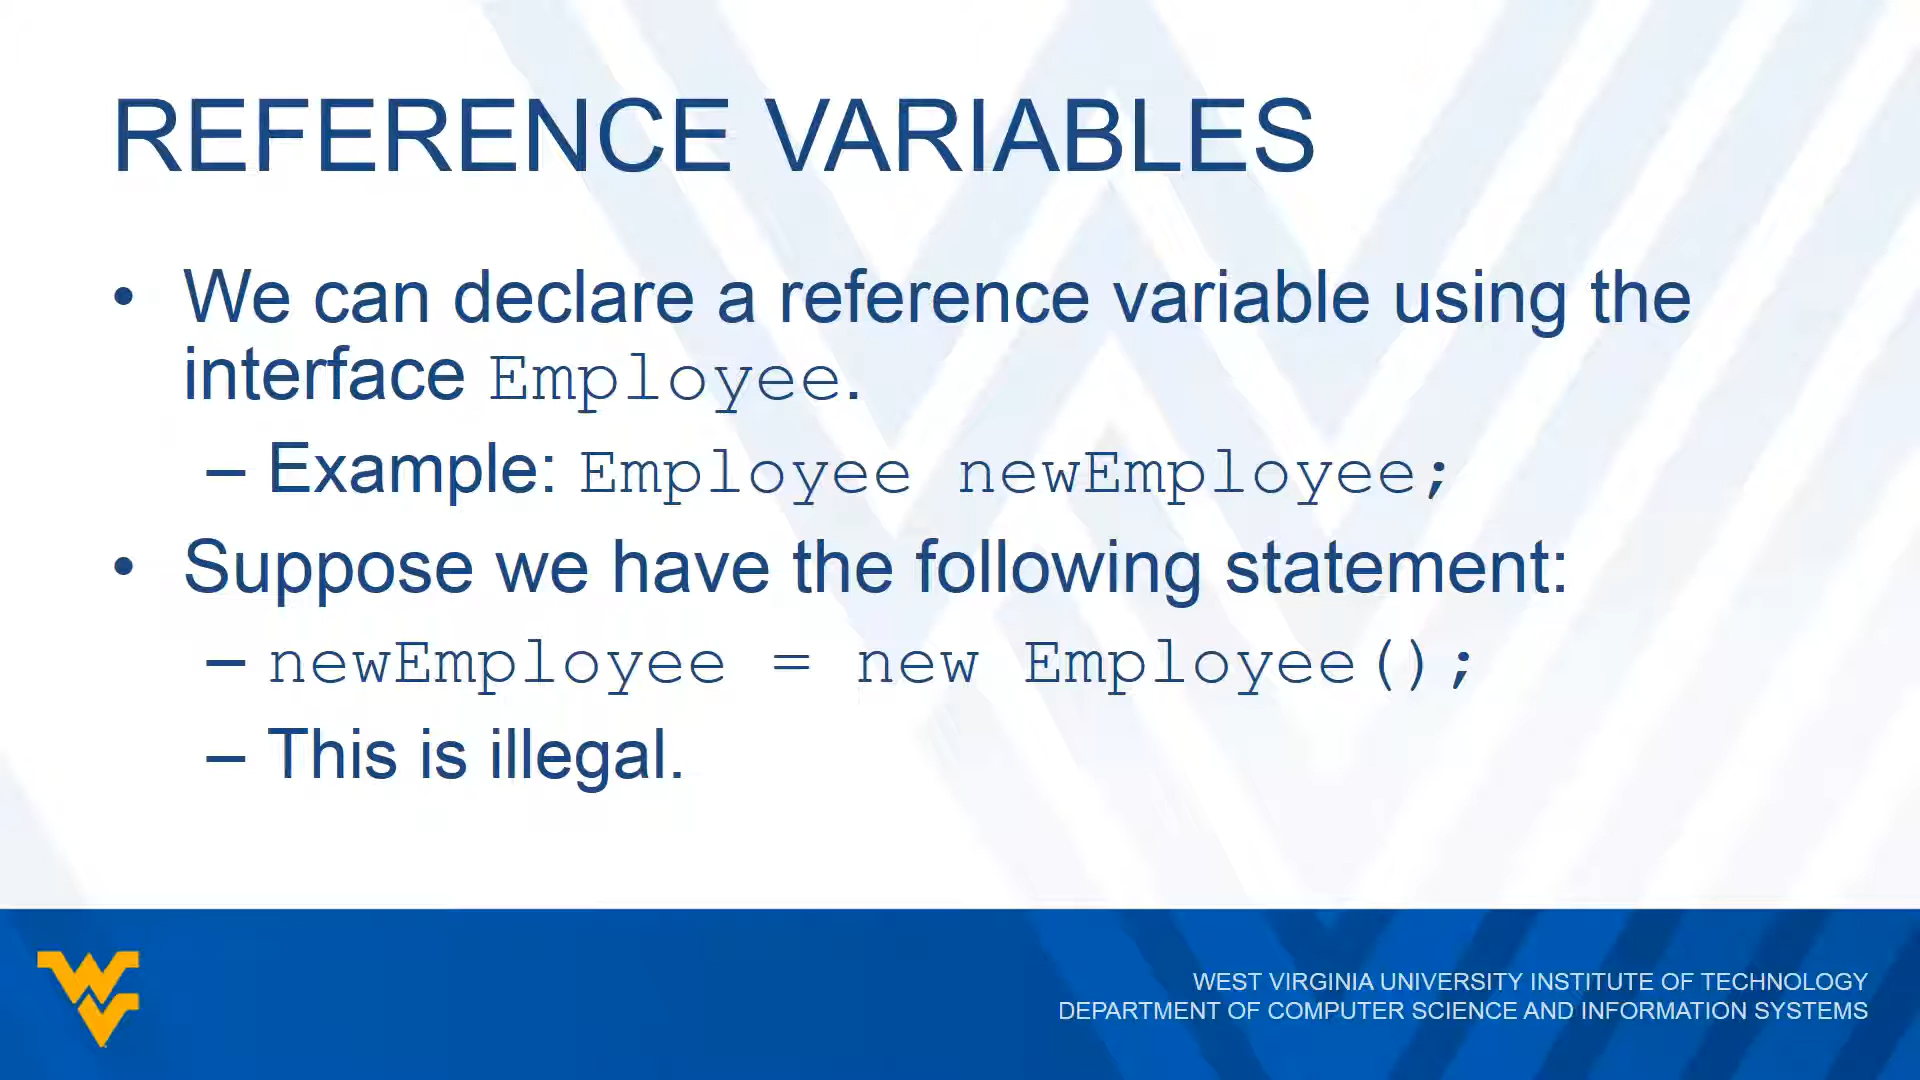 REFERENCE VARIABLES
• We can declare a reference variable using the
interface Employee.
– Example: Employee newEmployee;
• Suppose we have the following statement:
– newEmployee = new Employee();
– This is illegal.
WEST VIRGINIA UNIVERSITY INSTITUTE OF TECHNOLOGY
DEPARTMENT OF COMPUTER SCIENCE AND INFORMATION SYSTEMS